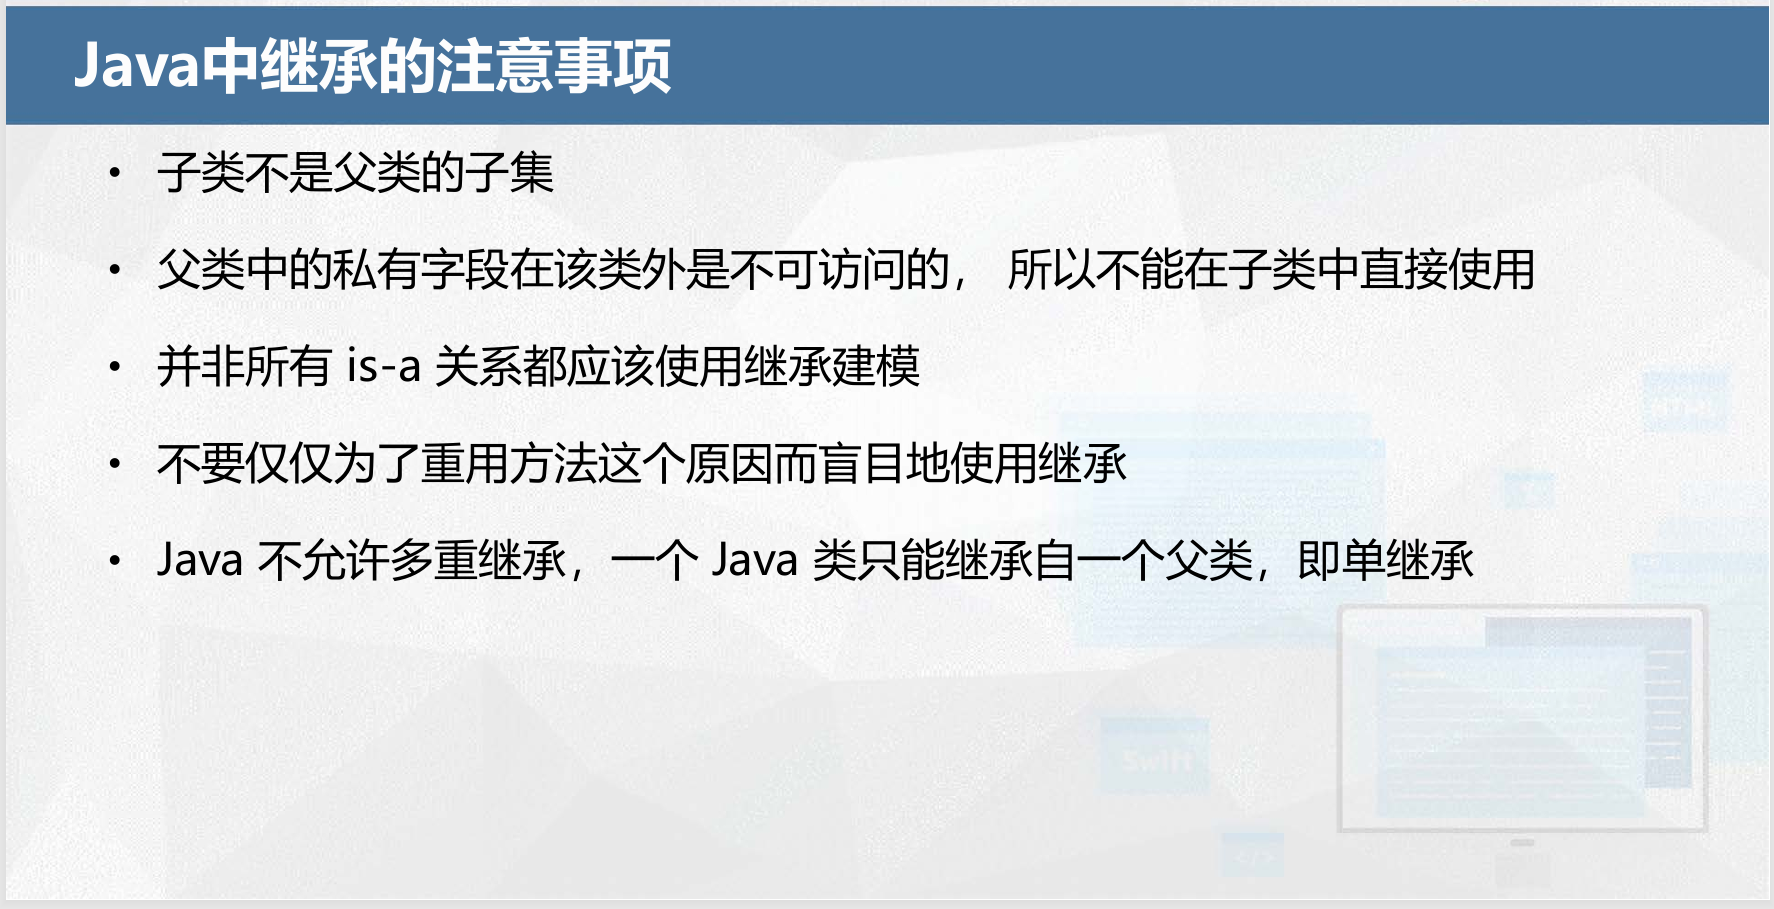 Java中继承的注意事项
• 子类不是父类的子集
• 父类中的私有字段在该类外是不可访问的， 所以不能在子类中直接使用
• 并非所有 is-a 关系都应该使用继承建模
• 不要仅仅为了重用方法这个原因而盲目地使用继承
• Java 不允许多重继承，一个 Java 类只能继承自一个父类，即单继承
Swift
</>